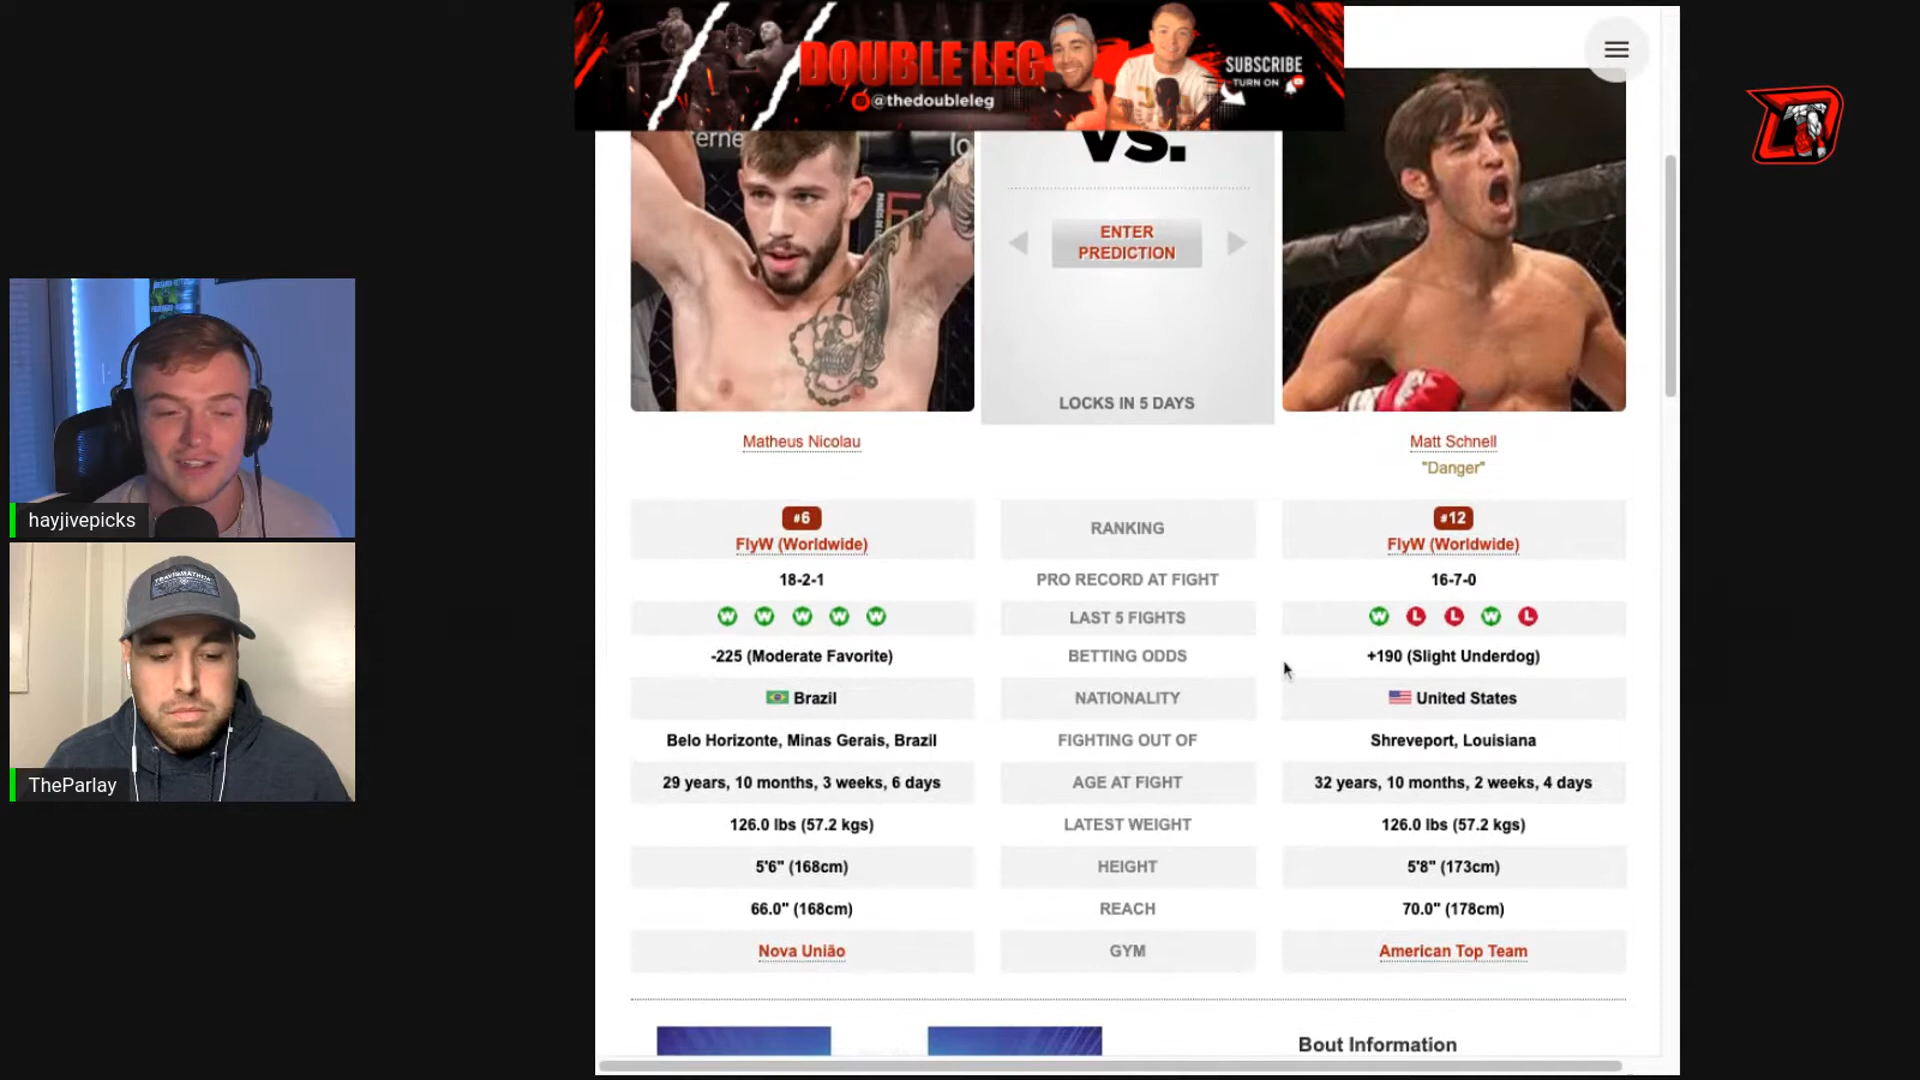 DOUBLE LEG
@thedoubleleg
SUBSCRIBE
TURN ON
erne
VS.
ENTER
PREDICTION
LOCKS IN 5 DAYS
Matheus Nicolau
Matt Schnell
"Danger"
#6
FlyW (Worldwide)
RANKING
#12
FlyW (Worldwide)
18-2-1
PRO RECORD AT FIGHT
16-7-0
W W W W W
LAST 5 FIGHTS
W L L W L
-225 (Moderate Favorite)
BETTING ODDS
+190 (Slight Underdog)
Brazil
NATIONALITY
United States
Belo Horizonte, Minas Gerais, Brazil
FIGHTING OUT OF
Shreveport, Louisiana
29 years, 10 months, 3 weeks, 6 days
AGE AT FIGHT
32 years, 10 months, 2 weeks, 4 days
126.0 lbs (57.2 kgs)
LATEST WEIGHT
126.0 lbs (57.2 kgs)
5'6" (168cm)
HEIGHT
5'8" (173cm)
66.0" (168cm)
REACH
70.0" (178cm)
Nova União
GYM
American Top Team
Bout Information
hayjivepicks
TRAVISMATHEW
TheParlay